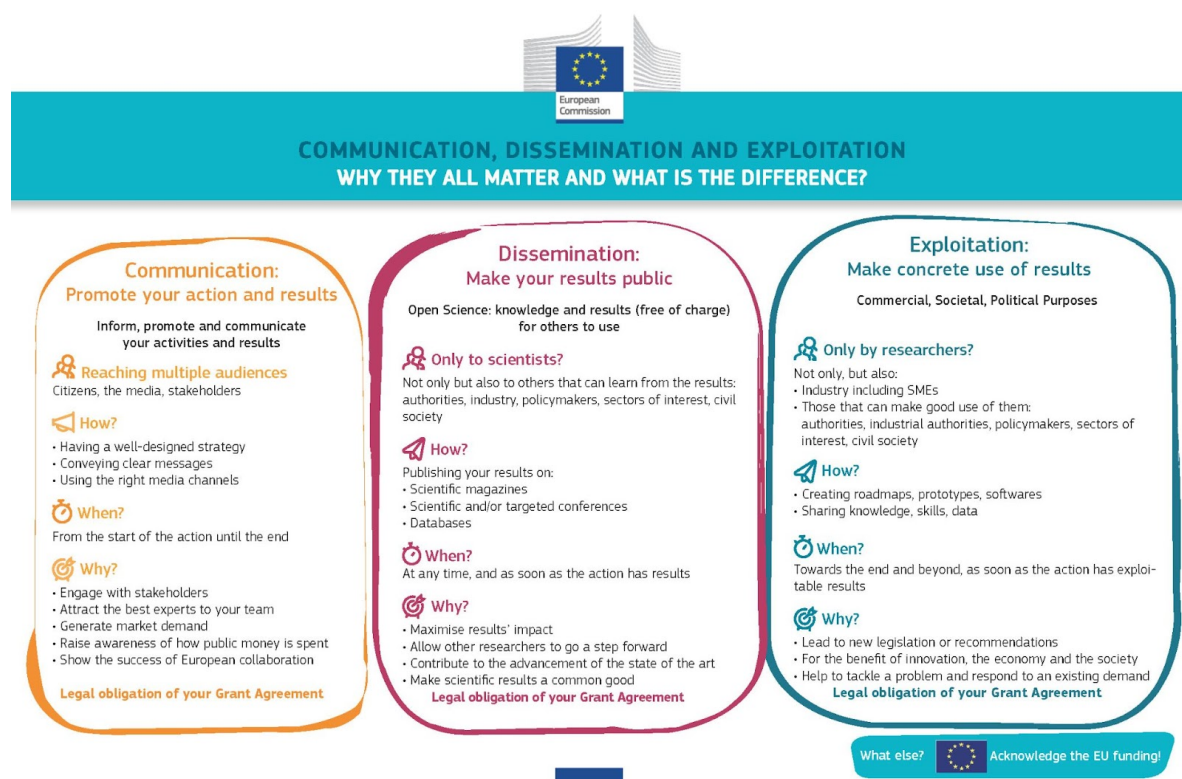 European
Commission
COMMUNICATION, DISSEMINATION AND EXPLOITATION
WHY THEY ALL MATTER AND WHAT IS THE DIFFERENCE?
Communication:
Promote your action and results
Inform, promote and communicate
your activities and results
Reaching multiple audiences
Citizens, the media, stakeholders
How?
• Having a well-designed strategy
• Conveying clear messages
• Using the right media channels
When?
From the start of the action until the end
Why?
• Engage with stakeholders
• Attract the best experts to your team
• Generate market demand
• Raise awareness of how public money is spent
• Show the success of European collaboration
Legal obligation of your Grant Agreement
Dissemination:
Make your results public
Open Science: knowledge and results (free of charge)
for others to use
Only to scientists?
Not only but also to others that can learn from the results:
authorities, industry, policymakers, sectors of interest, civil
society
How?
Publishing your results on:
• Scientific magazines
• Scientific and/or targeted conferences
• Databases
When?
At any time, and as soon as the action has results
Why?
• Maximise results' impact
• Allow other researchers to go a step forward
• Contribute to the advancement of the state of the art
• Make scientific results a common good
Legal obligation of your Grant Agreement
Exploitation:
Make concrete use of results
Commercial, Societal, Political Purposes
Only by researchers?
Not only, but also:
• Industry including SMEs
• Those that can make good use of them:
authorities, industrial authorities, policymakers, sectors of
interest, civil society
How?
• Creating roadmaps, prototypes, softwares
• Sharing knowledge, skills, data
When?
Towards the end and beyond, as soon as the action has exploi-
table results
Why?
• Lead to new legislation or recommendations
• For the benefit of innovation, the economy and the society
• Help to tackle a problem and respond to an existing demand
Legal obligation of your Grant Agreement
What else? Acknowledge the EU funding!